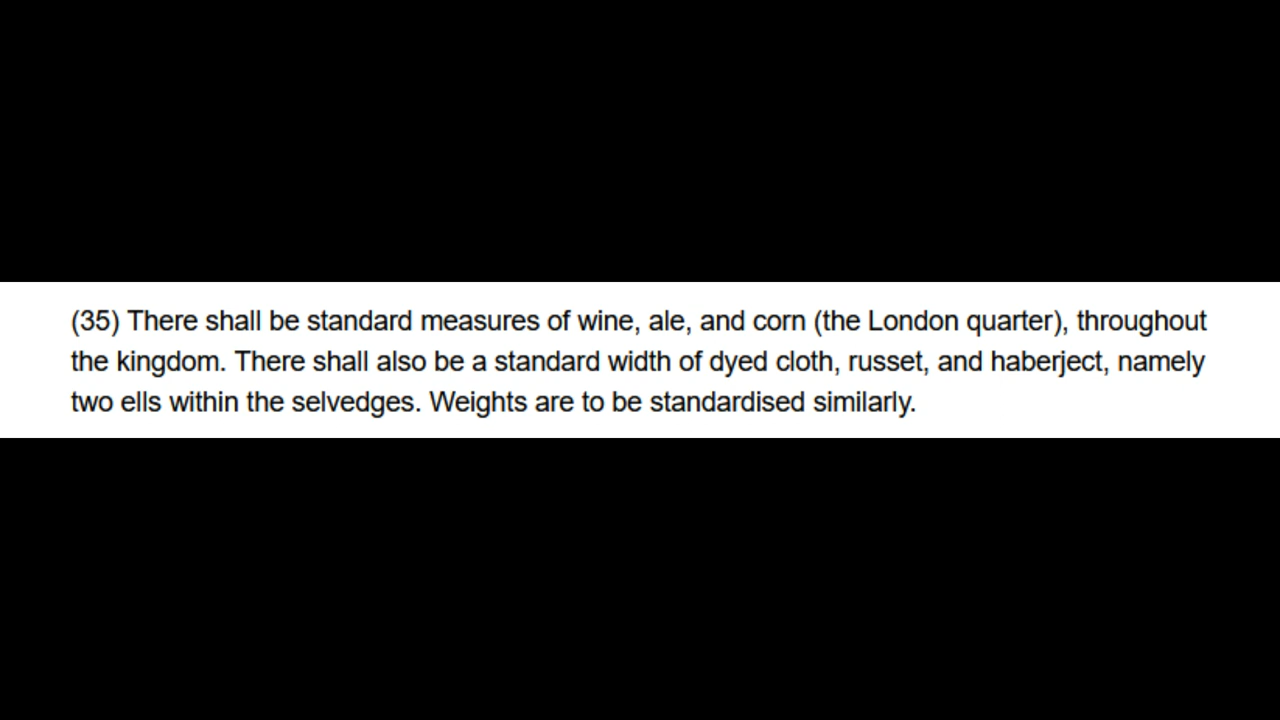 (35) There shall be standard measures of wine, ale, and corn (the London quarter), throughout
the kingdom. There shall also be a standard width of dyed cloth, russet, and haberject, namely
two ells within the selvedges. Weights are to be standardised similarly.